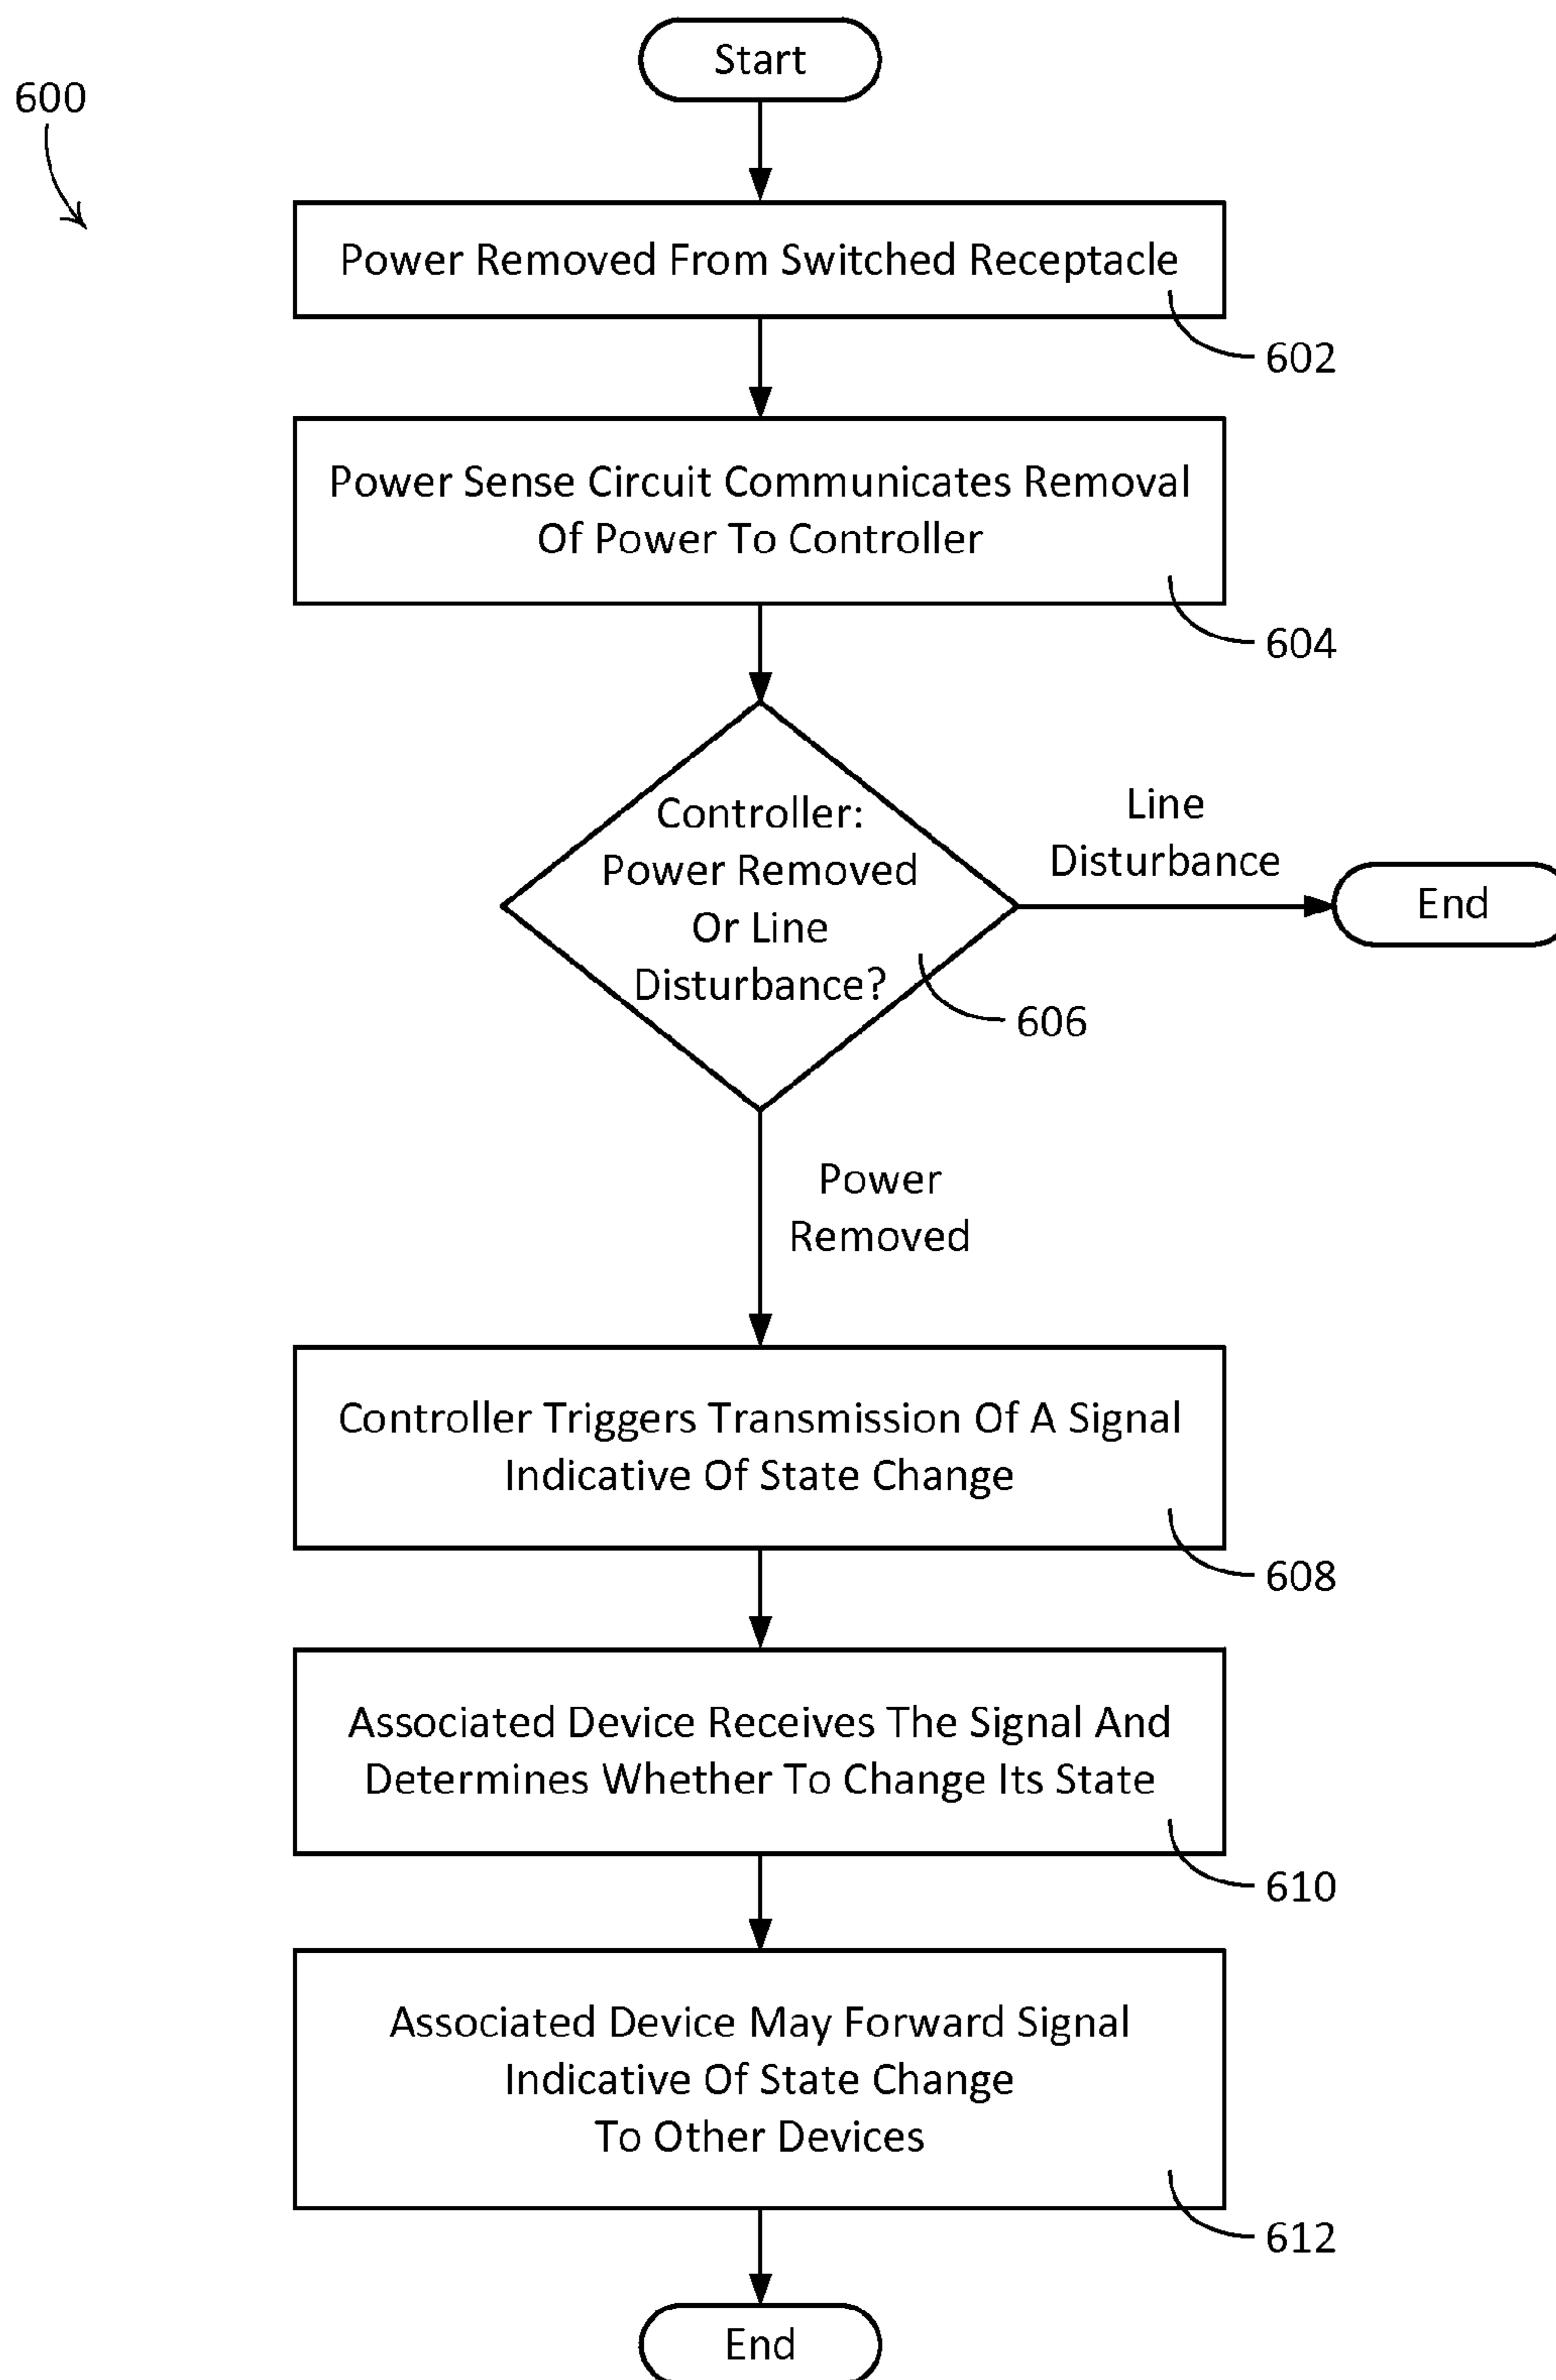 Start
600
Power Removed From Switched Receptacle
602
Power Sense Circuit Communicates Removal
Of Power To Controller
604
Controller:
Power Removed
Or Line
Disturbance?
606
Line
Disturbance
End
Power
Removed
Controller Triggers Transmission Of A Signal
Indicative Of State Change
608
Associated Device Receives The Signal And
Determines Whether To Change Its State
610
Associated Device May Forward Signal
Indicative Of State Change
To Other Devices
612
End